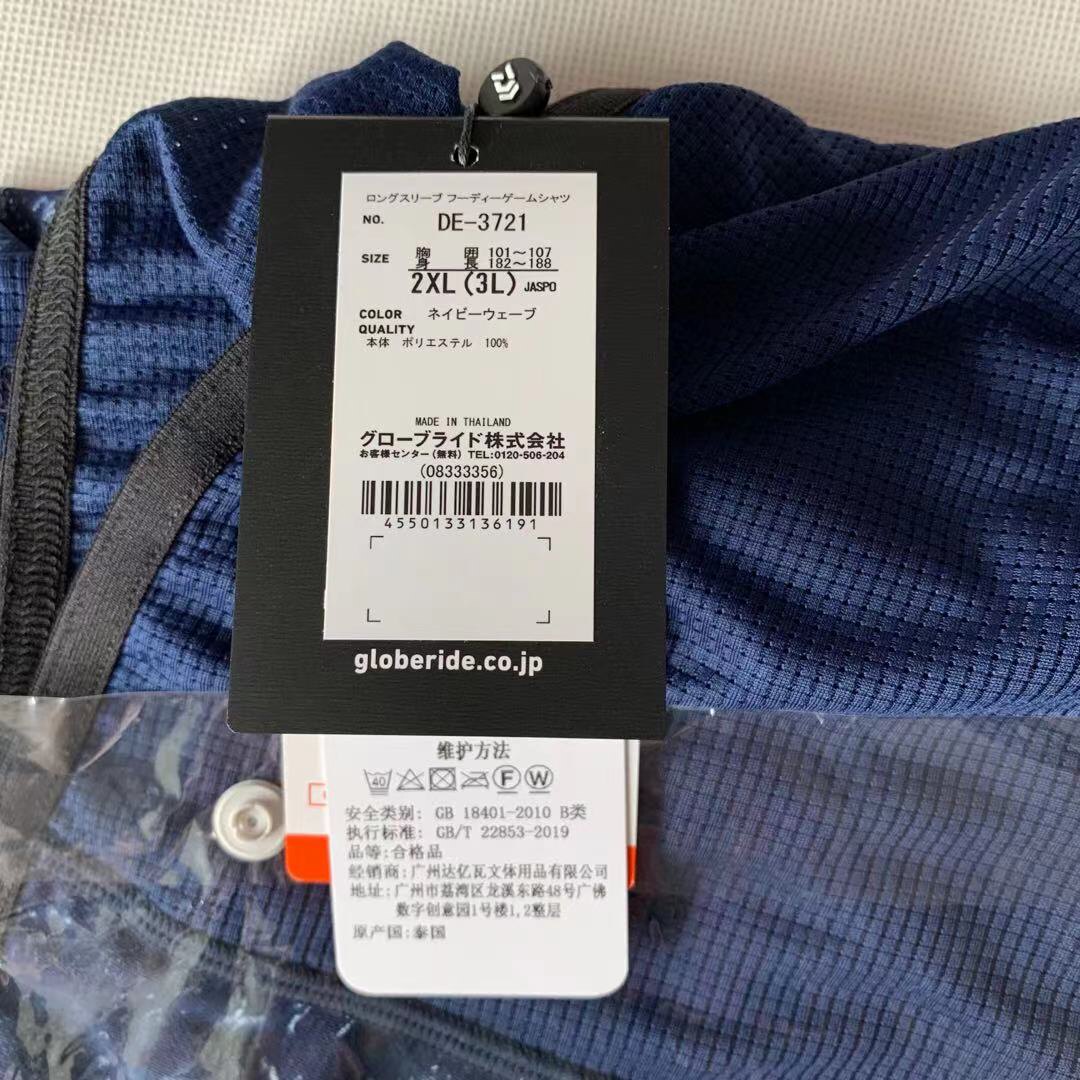 ロングスリーブ フーディーゲームシャツ
NO. DE-3721
SIZE 胸 囲 101〜107
身 長 182〜188
2XL(3L) JASPO
COLOR ネイビーウェーブ
QUALITY
本体 ポリエステル 100%
MADE IN THAILAND
グローブライド株式会社
お客様センター(無料) TEL:0120-506-204
(08333356)
4550133136191
globeride.co.jp
维护方法
40 F W
安全类别: GB 18401-2010 B类
执行标准: GB/T 22853-2019
品等:合格品
经销商:广州达亿瓦文体用品有限公司
地址:广州市荔湾区龙溪东路48号广佛
数字创意园1号楼1,2整层
原产国:泰国